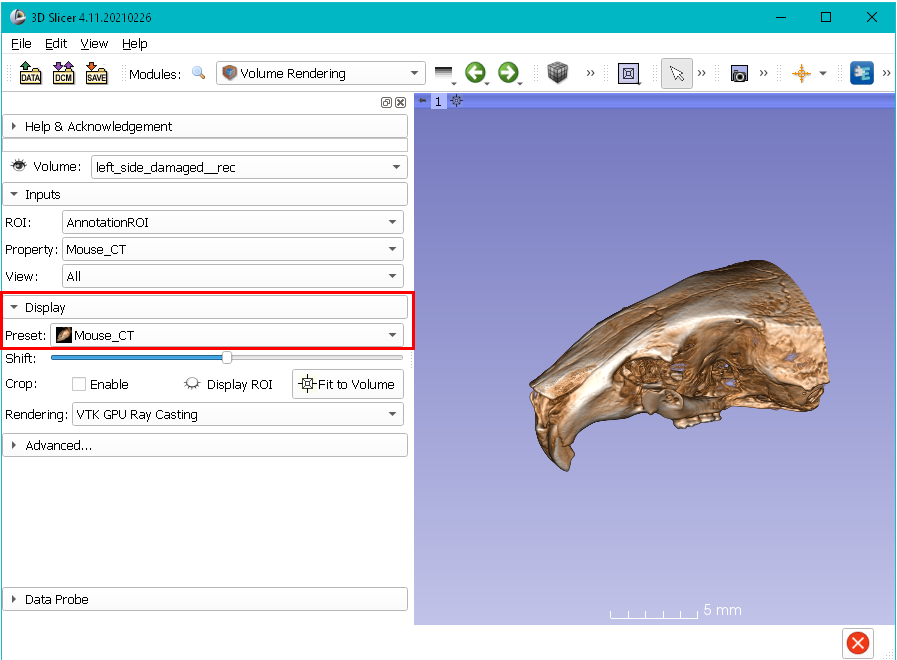 3D Slicer 4.11.20210226
File Edit View Help
DATA DCM SAVE Modules: Volume Rendering
1
Help & Acknowledgement
Volume: left_side_damaged__rec
Inputs
ROI: AnnotationROI
Property: Mouse_CT
View: All
Display
Preset: Mouse_CT
Shift:
Crop: Enable Display ROI Fit to Volume
Rendering: VTK GPU Ray Casting
Advanced...
Data Probe
5 mm